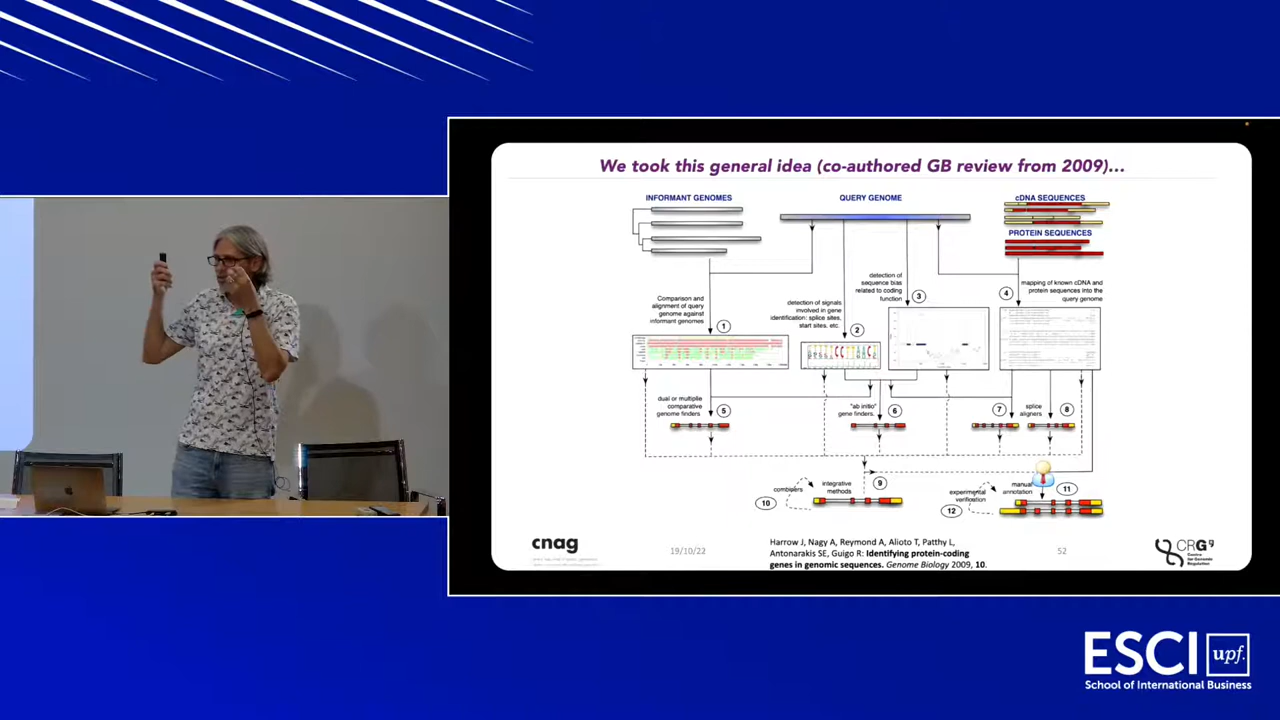 We took this general idea (co-authored GB review from 2009)…
INFORMANT GENOMES
QUERY GENOME
cDNA SEQUENCES
PROTEIN SEQUENCES
Comparison and
alignment of query
genome against
informant genomes
1
detection of signals
involved in gene
identification: splice sites,
start sites, etc.
2
detection of
sequence bias
related to coding
function
3
mapping of known cDNA and
protein sequences into the
query genome
4
dual or multiple
comparative
genome finders
5
"ab initio"
gene finders.
6
7
splice
aligners
8
combiners
10
integrative
methods
9
experimental
verification
12
manual
annotation
11
cnag
19/10/22
Harrow J, Nagy A, Reymond A, Alioto T, Patthy L,
Antonarakis SE, Guigo R: Identifying protein-coding
genes in genomic sequences. Genome Biology 2009, 10.
52
CRG
Centre
for Genomic
Regulation
ESCI upf.
School of International Business